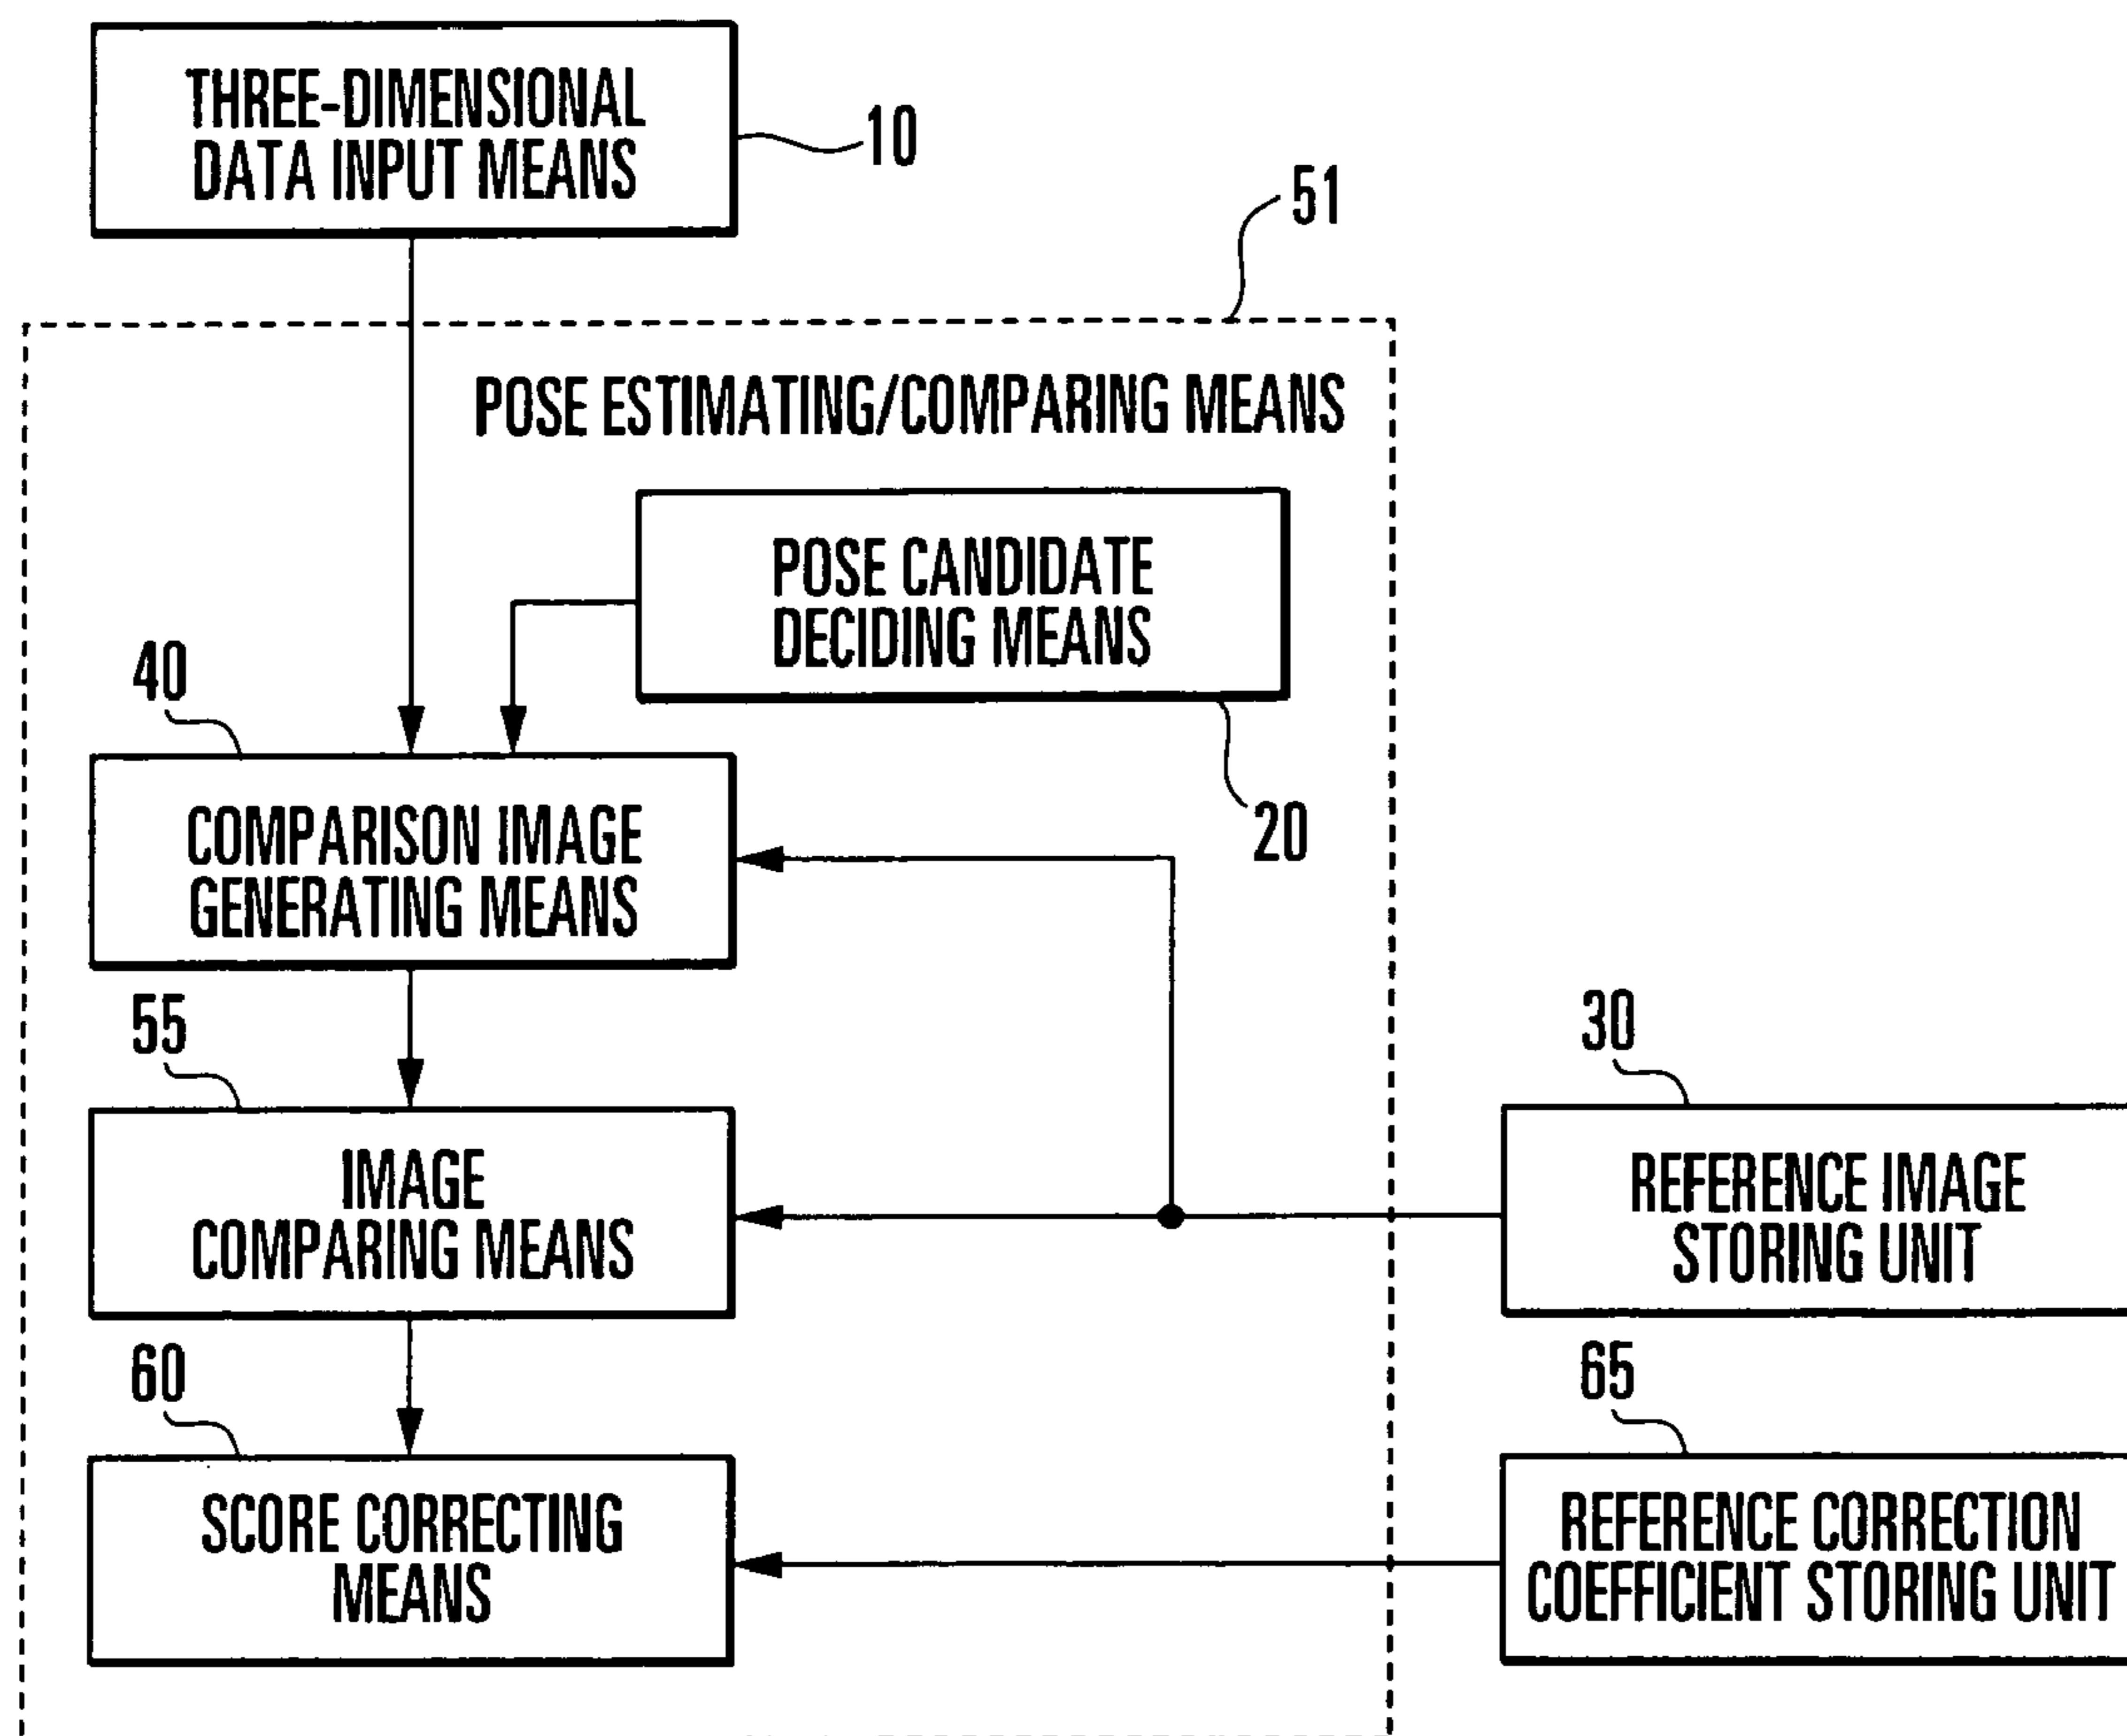 THREE-DIMENSIONAL
DATA INPUT MEANS
10
51
POSE ESTIMATING/COMPARING MEANS
POSE CANDIDATE
DECIDING MEANS
40
20
COMPARISON IMAGE
GENERATING MEANS
55
30
IMAGE
COMPARING MEANS
REFERENCE IMAGE
STORING UNIT
60
65
SCORE CORRECTING
MEANS
REFERENCE CORRECTION
COEFFICIENT STORING UNIT